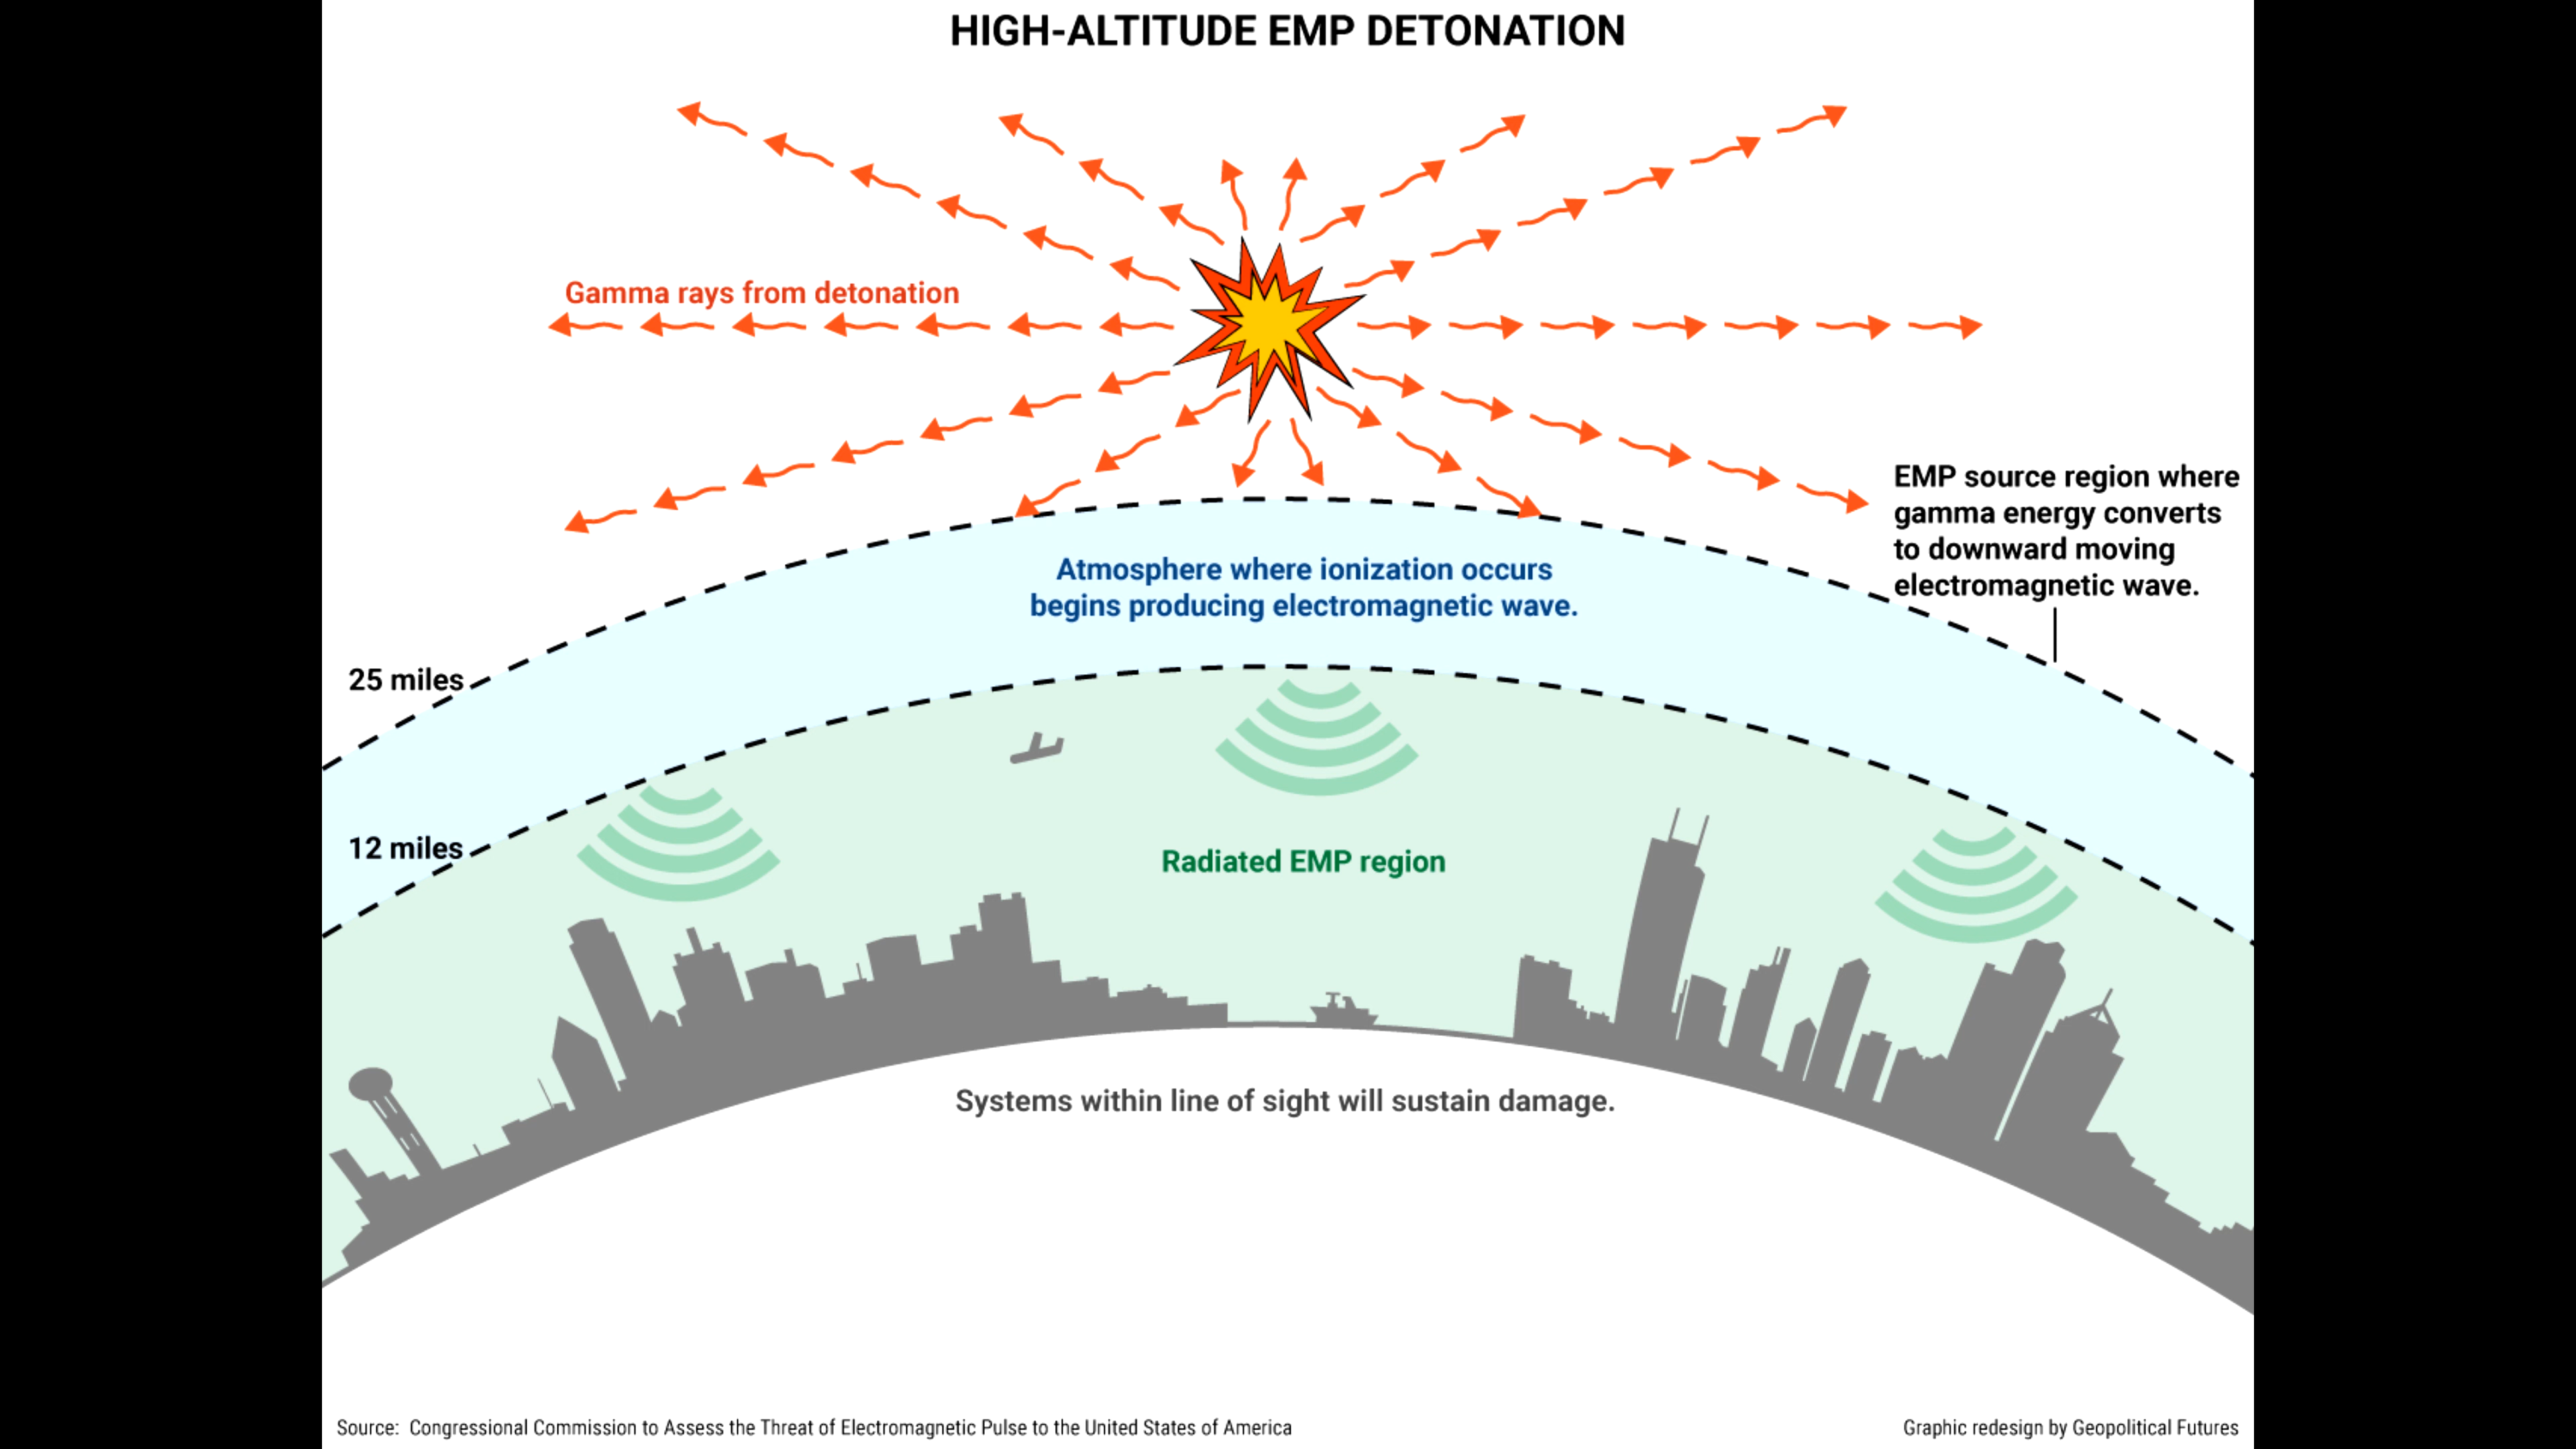 HIGH-ALTITUDE EMP DETONATION
Gamma rays from detonation
EMP source region where
gamma energy converts
to downward moving
electromagnetic wave.
Atmosphere where ionization occurs
begins producing electromagnetic wave.
25 miles
12 miles
Radiated EMP region
Systems within line of sight will sustain damage.
Source: Congressional Commission to Assess the Threat of Electromagnetic Pulse to the United States of America
Graphic redesign by Geopolitical Futures